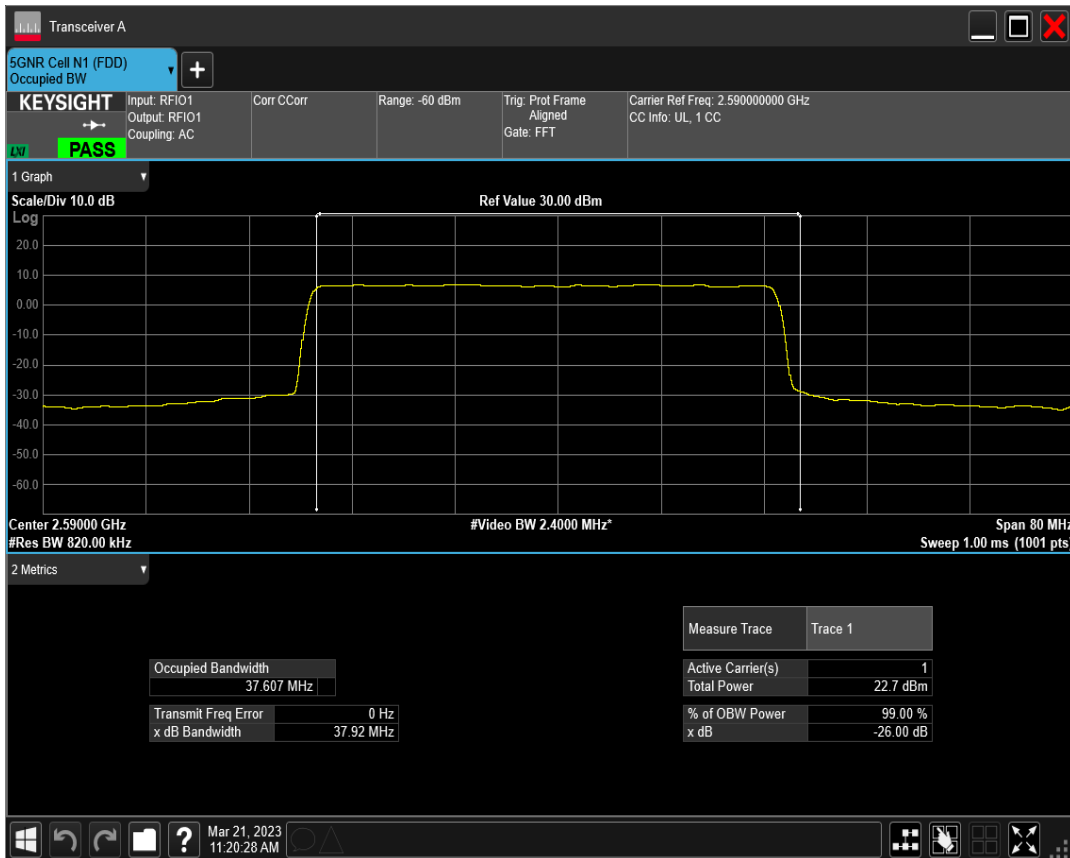 Transceiver A
5GNR Cell N1 (FDD)
Occupied BW
+
KEYSIGHT
LXI
PASS
Input: RFIO1
Output: RFIO1
Coupling: AC
Corr CCorr
Range: -60 dBm
Trig: Prot Frame
Aligned
Gate: FFT
Carrier Ref Freq: 2.590000000 GHz
CC Info: UL, 1 CC
1 Graph
Scale/Div 10.0 dB
Ref Value 30.00 dBm
Log
20.0
10.0
0.00
-10.0
-20.0
-30.0
-40.0
-50.0
-60.0
Center 2.59000 GHz
#Video BW 2.4000 MHz*
Span 80 MHz
#Res BW 820.00 kHz
Sweep 1.00 ms (1001 pts)
2 Metrics
Measure Trace Trace 1
Occupied Bandwidth
37.607 MHz
Transmit Freq Error 0 Hz
x dB Bandwidth 37.92 MHz
Active Carrier(s) 1
Total Power 22.7 dBm
% of OBW Power 99.00 %
x dB -26.00 dB
?
Mar 21, 2023
11:20:28 AM